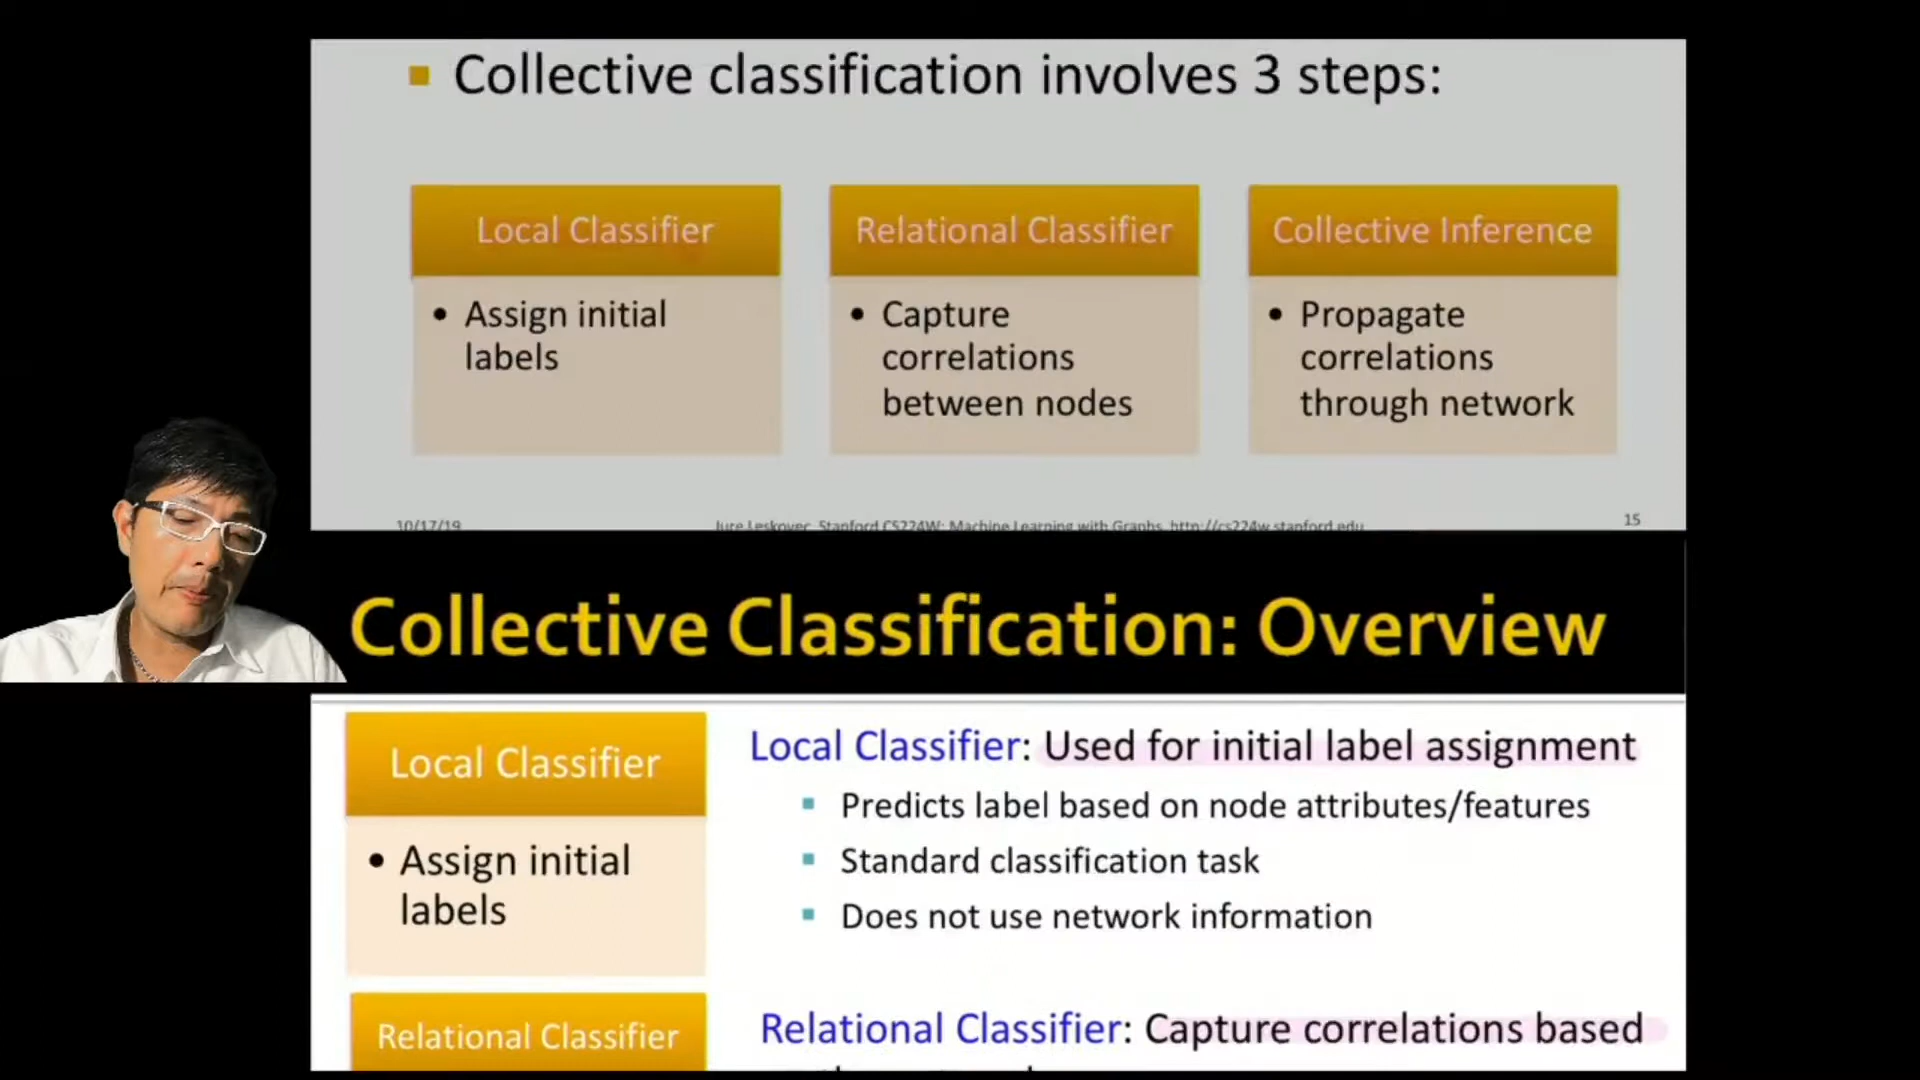 Collective classification involves 3 steps:
Local Classifier
• Assign initial
labels
Relational Classifier
• Capture
correlations
between nodes
Collective Inference
• Propagate
correlations
through network
10/17/19
Jure Leskovec, Stanford CS224W: Machine Learning with Graphs, http://cs224w.stanford.edu
15
Collective Classification: Overview
Local Classifier
• Assign initial
labels
Local Classifier: Used for initial label assignment
Predicts label based on node attributes/features
Standard classification task
Does not use network information
Relational Classifier
Relational Classifier: Capture correlations based